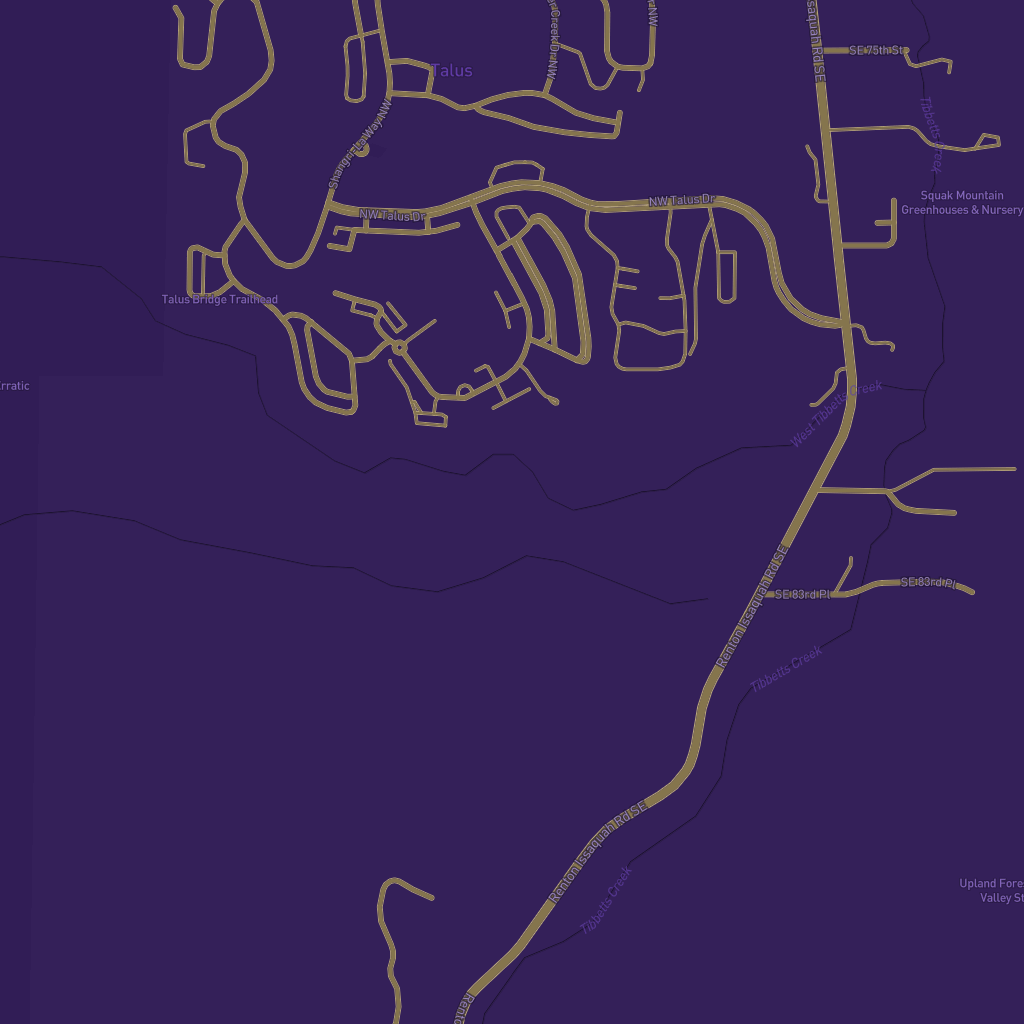 Creek Dr NW
NW
Issaquah Rd SE
SE 75th St
Talus
Tibbetts Creek
Shangri-La Way NW
Squak Mountain
Greenhouses & Nursery
NW Talus Dr
NW Talus Dr
Talus Bridge Trailhead
Erratic
West Tibbetts Creek
Renton Issaquah Rd SE
SE 83rd Pl
SE 83rd Pl
Tibbetts Creek
Renton Issaquah Rd SE
Tibbetts Creek
Upland Fores
Valley St
Rento